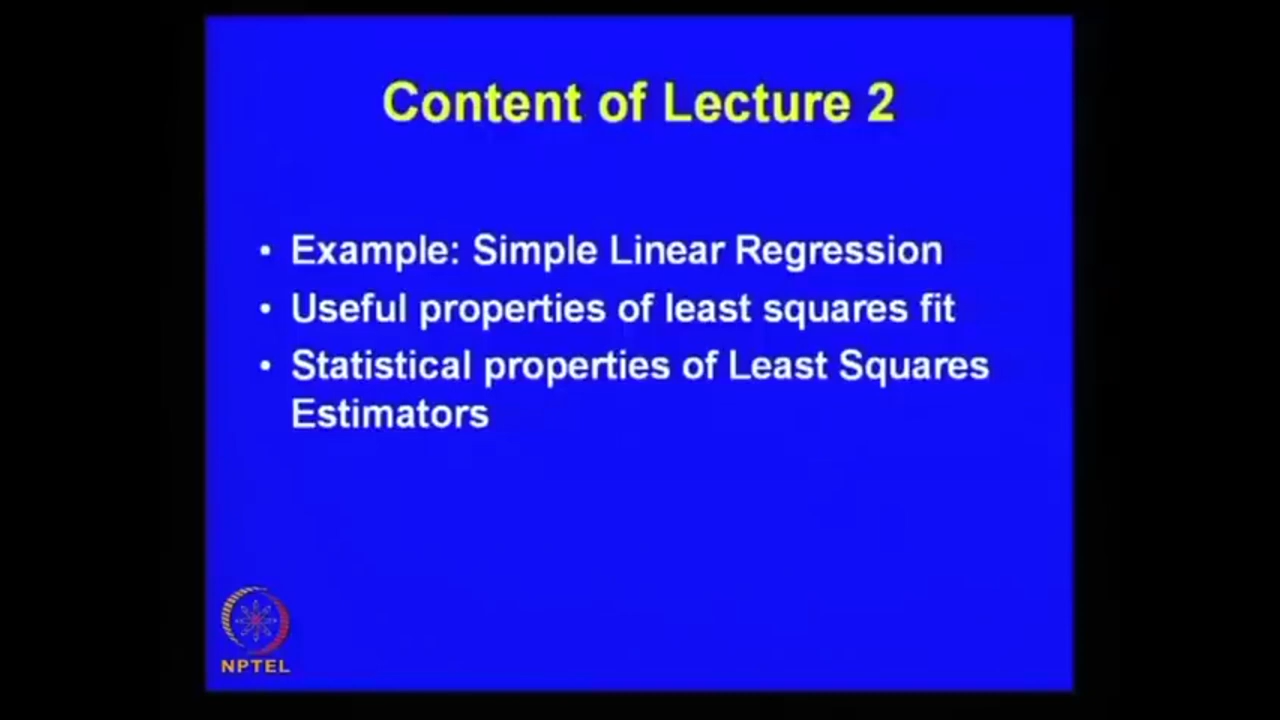 Content of Lecture 2
• Example: Simple Linear Regression
• Useful properties of least squares fit
• Statistical properties of Least Squares
Estimators
NPTEL